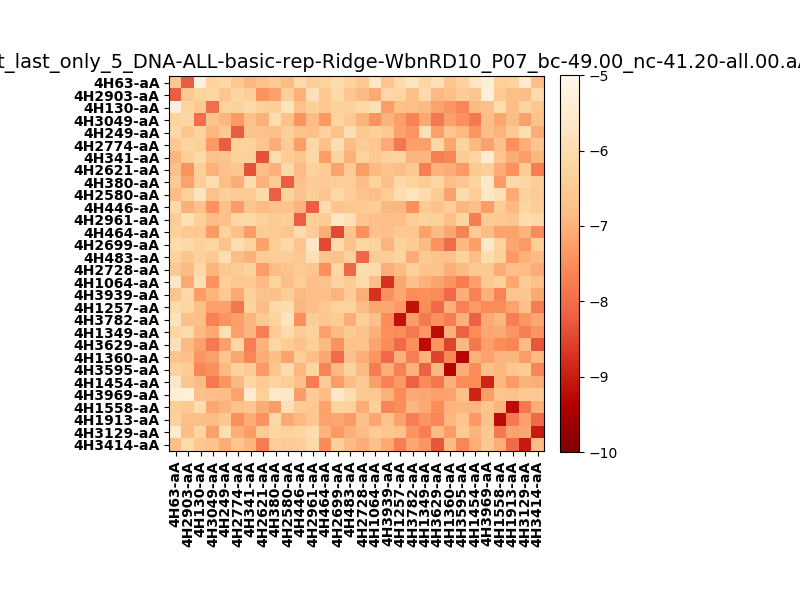 t_last_only_5_DNA-ALL-basic-rep-Ridge-WbnRD10_P07_bc-49.00_nc-41.20-all.00.aA
4H63-aA
4H2903-aA
4H130-aA
4H3049-aA
4H249-aA
4H2774-aA
4H341-aA
4H2621-aA
4H380-aA
4H2580-aA
4H446-aA
4H2961-aA
4H464-aA
4H2699-aA
4H483-aA
4H2728-aA
4H1064-aA
4H3939-aA
4H1257-aA
4H3782-aA
4H1349-aA
4H3629-aA
4H1360-aA
4H3595-aA
4H1454-aA
4H3969-aA
4H1558-aA
4H1913-aA
4H3129-aA
4H3414-aA
4H63-aA
4H2903-aA
4H130-aA
4H3049-aA
4H249-aA
4H2774-aA
4H341-aA
4H2621-aA
4H380-aA
4H2580-aA
4H446-aA
4H2961-aA
4H464-aA
4H2699-aA
4H483-aA
4H2728-aA
4H1064-aA
4H3939-aA
4H1257-aA
4H3782-aA
4H1349-aA
4H3629-aA
4H1360-aA
4H3595-aA
4H1454-aA
4H3969-aA
4H1558-aA
4H1913-aA
4H3129-aA
4H3414-aA
−5
−6
−7
−8
−9
−10